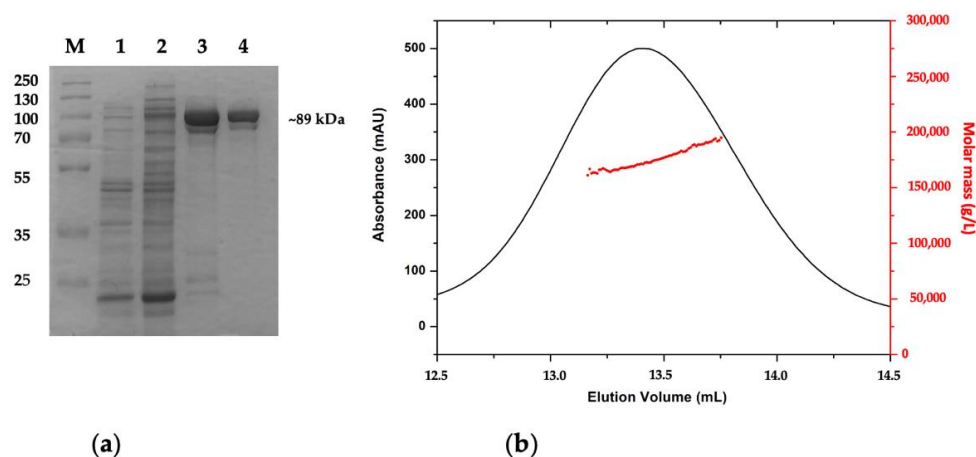 M 1 2 3 4
250
130
100
70
55
35
25
~89 kDa
(a)
500
400
300
200
100
0
Absorbance (mAU)
12.5 13.0 13.5 14.0 14.5
Elution Volume (mL)
300,000
250,000
200,000
150,000
100,000
50,000
0
Molar mass (g/L)
(b)